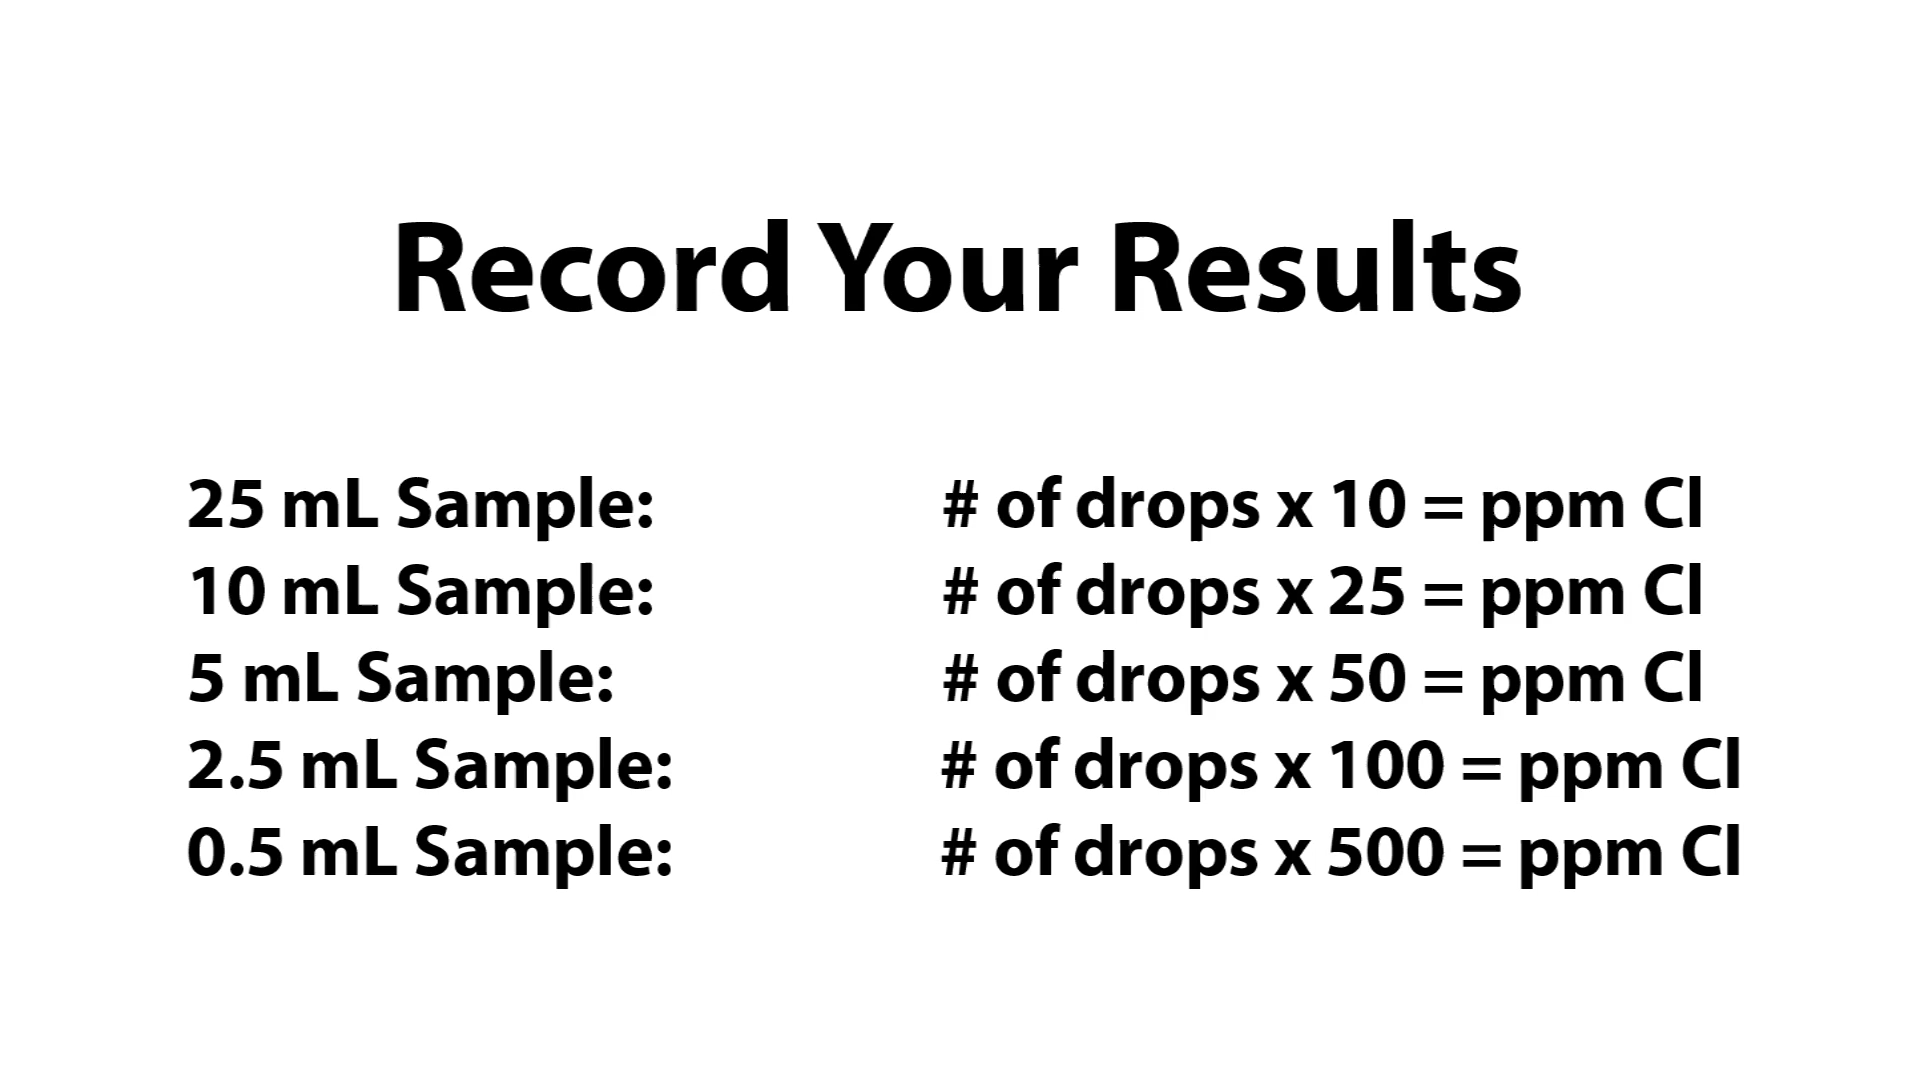 Record Your Results
25 mL Sample: # of drops x 10 = ppm Cl
10 mL Sample: # of drops x 25 = ppm Cl
5 mL Sample: # of drops x 50 = ppm Cl
2.5 mL Sample: # of drops x 100 = ppm Cl
0.5 mL Sample: # of drops x 500 = ppm Cl